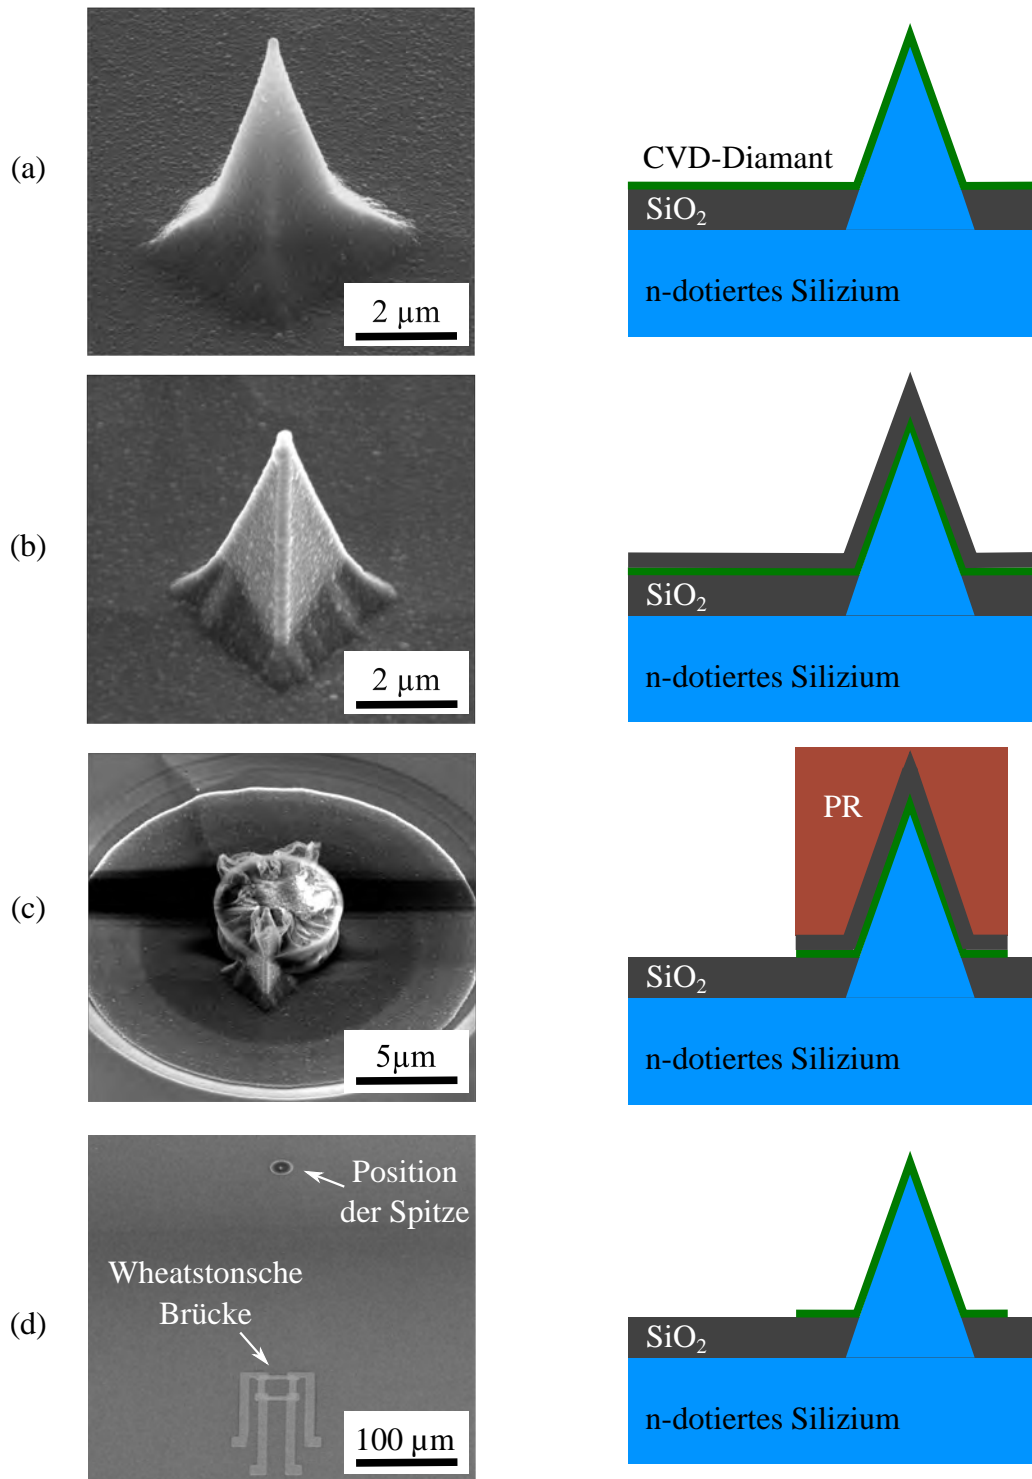 (a)
2 µm
CVD-Diamant
SiO₂
n-dotiertes Silizium
(b)
2 µm
SiO₂
n-dotiertes Silizium
(c)
5µm
PR
SiO₂
n-dotiertes Silizium
(d)
Position
der Spitze
Wheatstonsche
Brücke
100 µm
SiO₂
n-dotiertes Silizium